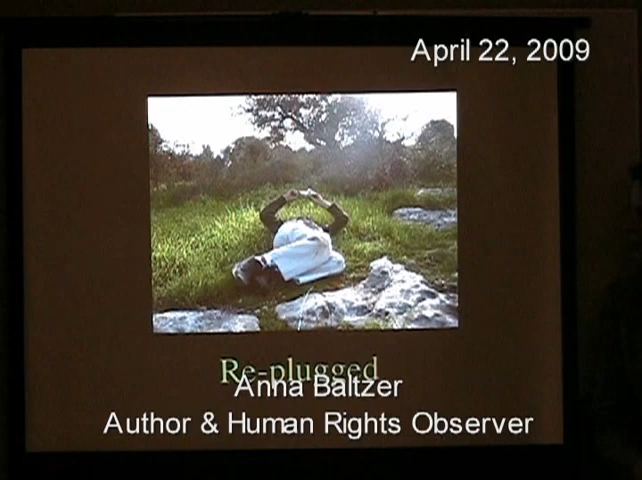 April 22, 2009
Re-plugged
Anna Baltzer
Author & Human Rights Observer